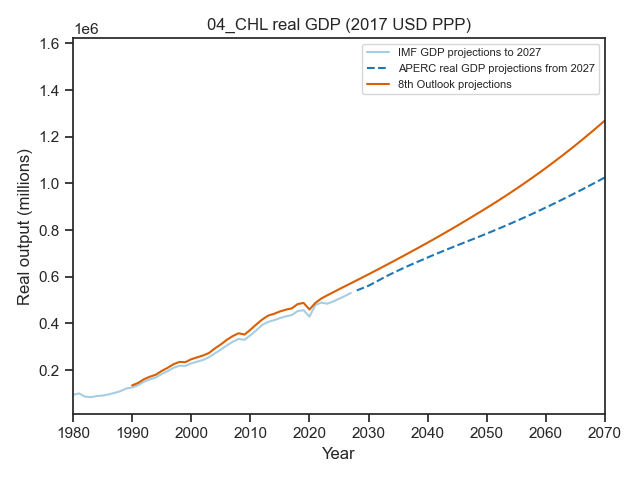 04_CHL real GDP (2017 USD PPP)
1e6
IMF GDP projections to 2027
APERC real GDP projections from 2027
8th Outlook projections
Real output (millions)
1.6
1.4
1.2
1.0
0.8
0.6
0.4
0.2
1980 1990 2000 2010 2020 2030 2040 2050 2060 2070
Year